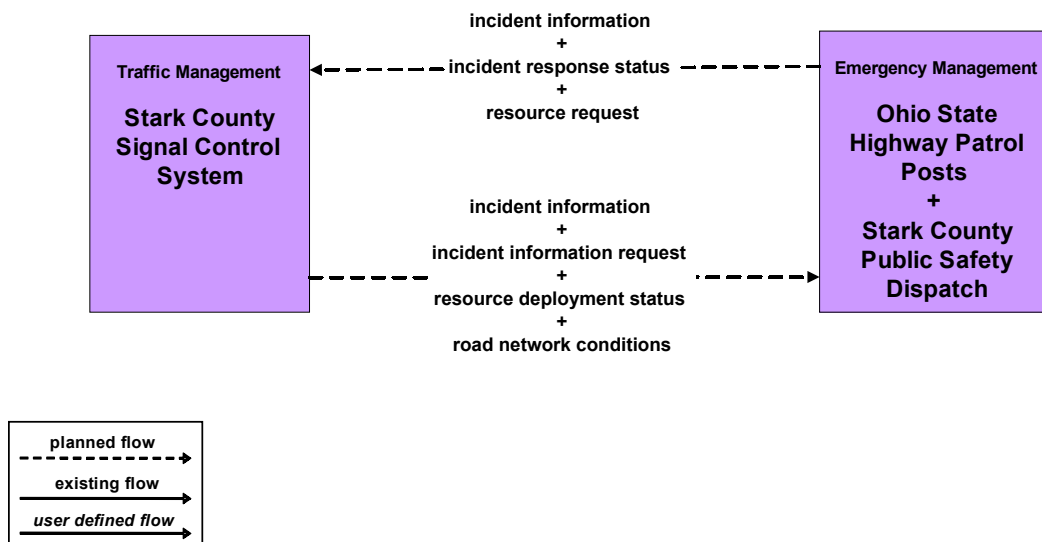 Traffic Management
Stark County
Signal Control
System
incident information
+
incident response status
+
resource request
incident information
+
incident information request
+
resource deployment status
+
road network conditions
Emergency Management
Ohio State
Highway Patrol
Posts
+
Stark County
Public Safety
Dispatch
planned flow
existing flow
user defined flow